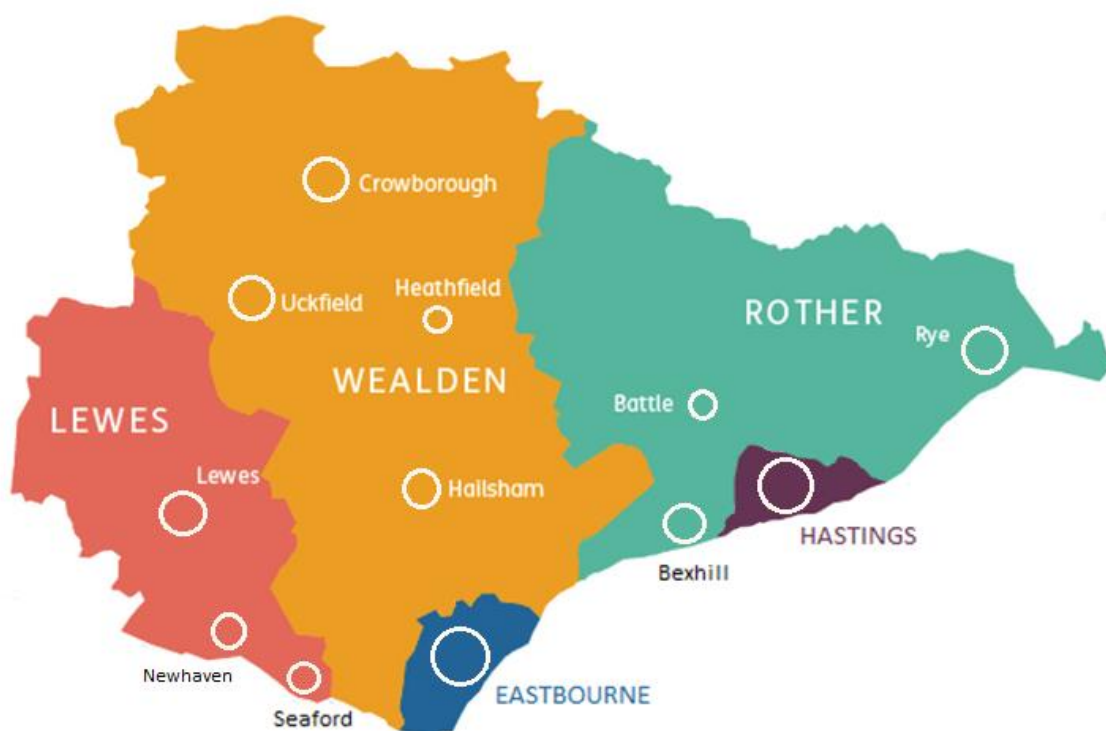 Crowborough
Heathfield
Uckfield
ROTHER
Rye
WEALDEN
Battle
LEWES
Lewes
Hailsham
HASTINGS
Bexhill
Newhaven
EASTBOURNE
Seaford